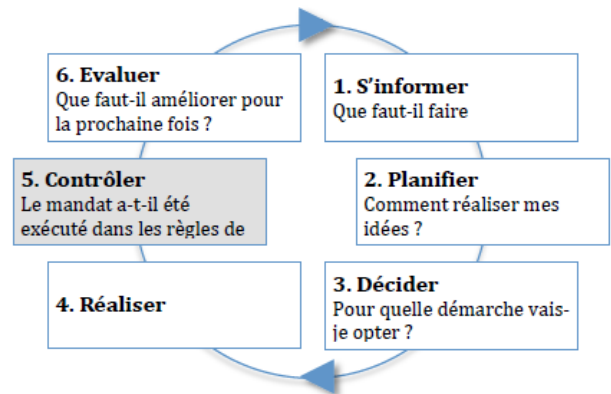 1. S'informer
Que faut-il faire
2. Planifier
Comment réaliser mes
idées ?
3. Décider
Pour quelle démarche vais-
je opter ?
4. Réaliser
5. Contrôler
Le mandat a-t-il été
exécuté dans les règles de
6. Evaluer
Que faut-il améliorer pour
la prochaine fois ?